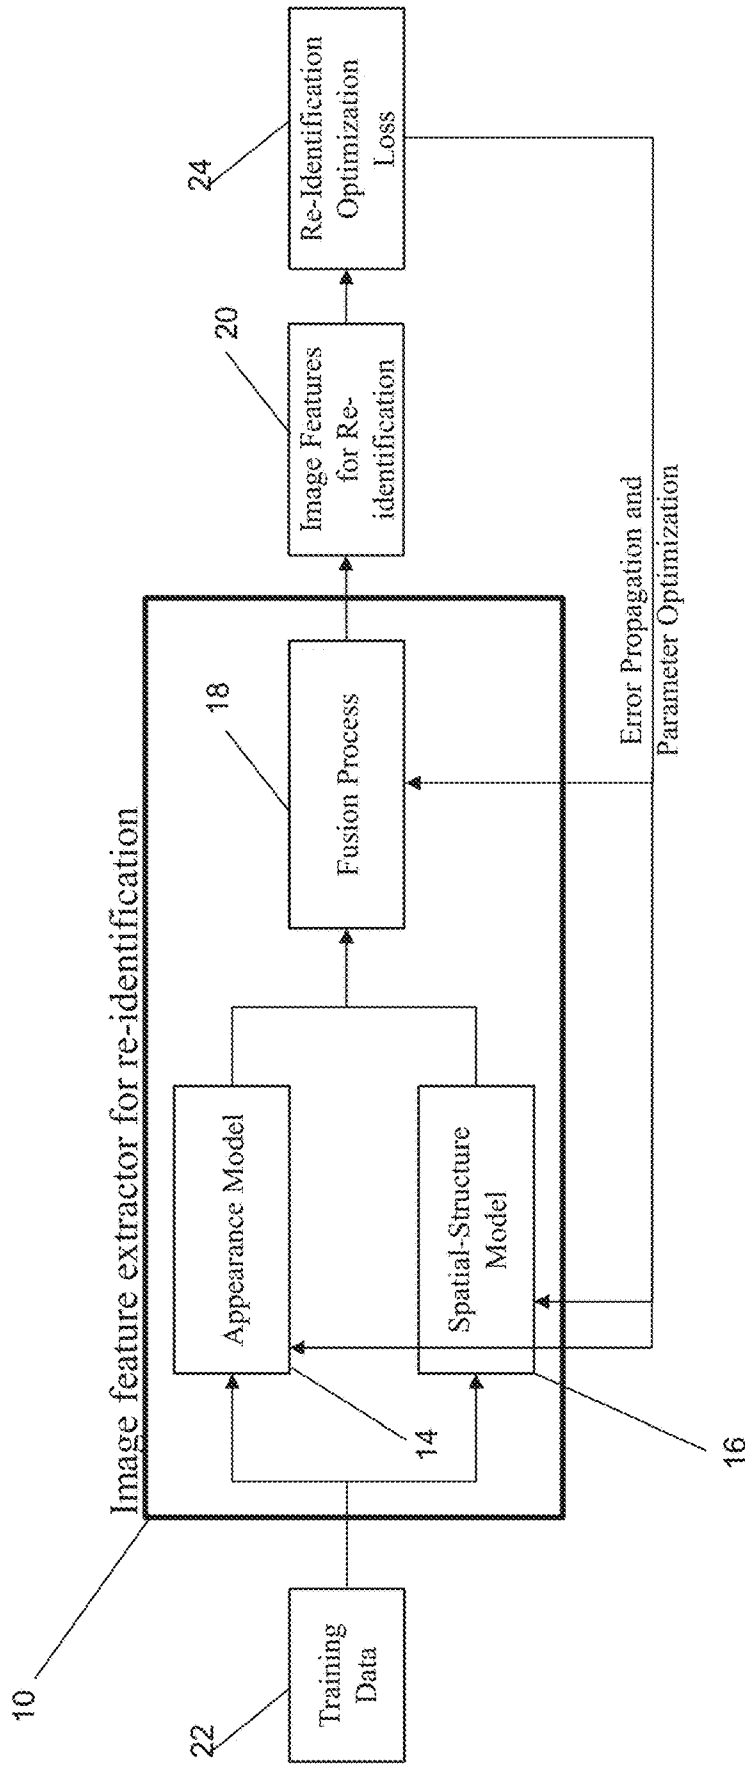 10
Image feature extractor for re-identification
22
Training
Data
14
Appearance Model
16
Spatial-Structure
Model
18
Fusion Process
20
Image Features
for Re-
identification
24
Re-Identification
Optimization
Loss
Error Propagation and
Parameter Optimization